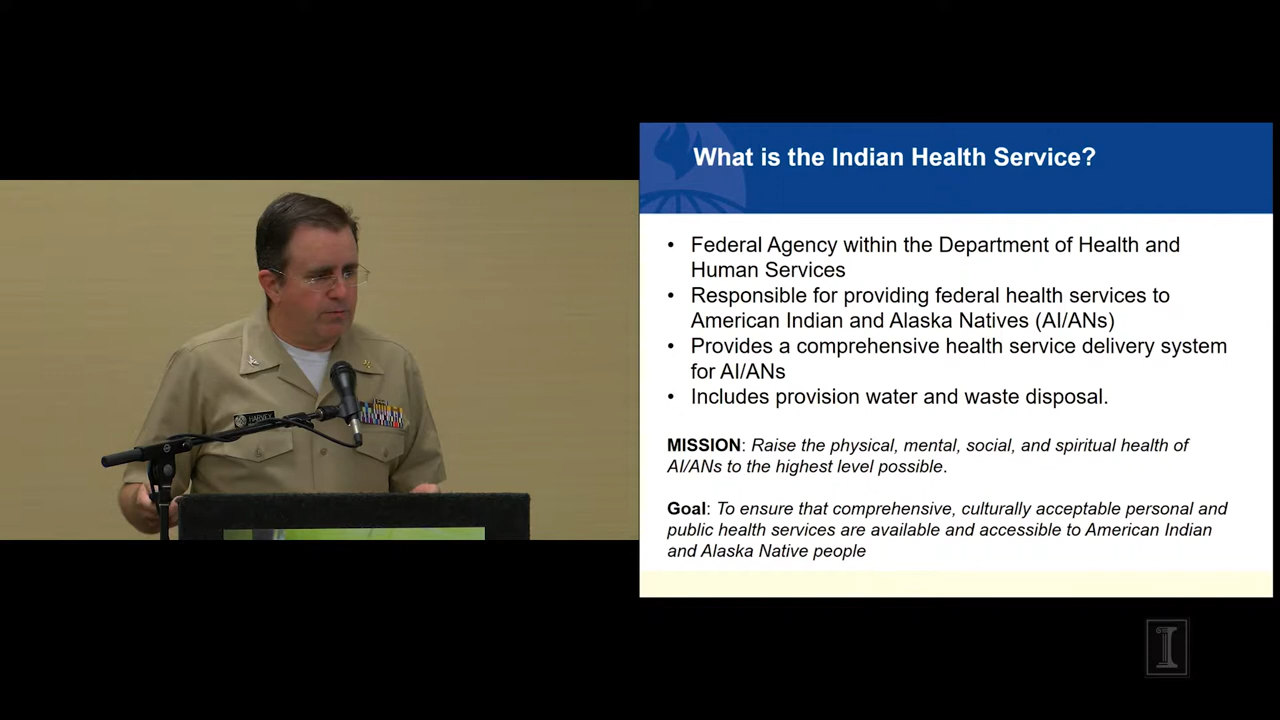 HARVEY
What is the Indian Health Service?
• Federal Agency within the Department of Health and
Human Services
• Responsible for providing federal health services to
American Indian and Alaska Natives (AI/ANs)
• Provides a comprehensive health service delivery system
for AI/ANs
• Includes provision water and waste disposal.
MISSION: Raise the physical, mental, social, and spiritual health of
AI/ANs to the highest level possible.
Goal: To ensure that comprehensive, culturally acceptable personal and
public health services are available and accessible to American Indian
and Alaska Native people
I